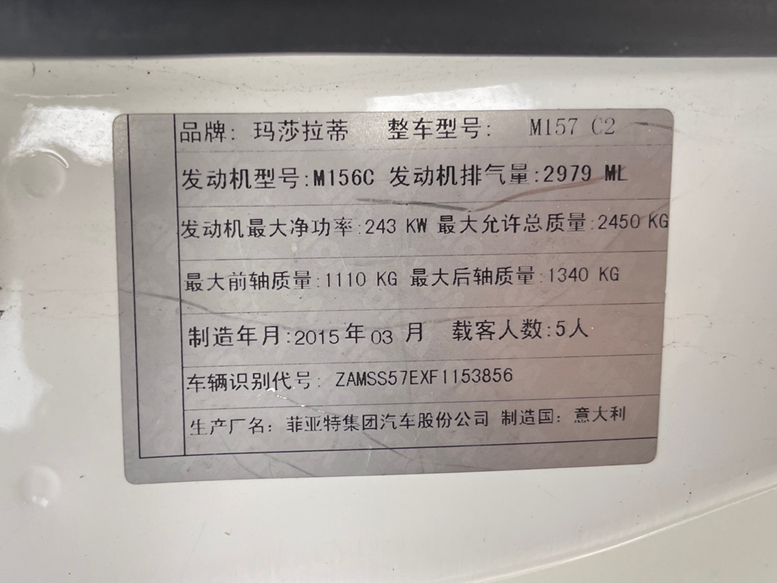 品牌: 玛莎拉蒂 整车型号: M157 C2
发动机型号:M156C 发动机排气量:2979 ML
发动机最大净功率:243 KW 最大允许总质量:2450 KG
最大前轴质量:1110 KG 最大后轴质量:1340 KG
制造年月:2015年03月 载客人数:5人
车辆识别代号: ZAMSS57EXF1153856
生产厂名: 菲亚特集团汽车股份公司 制造国: 意大利